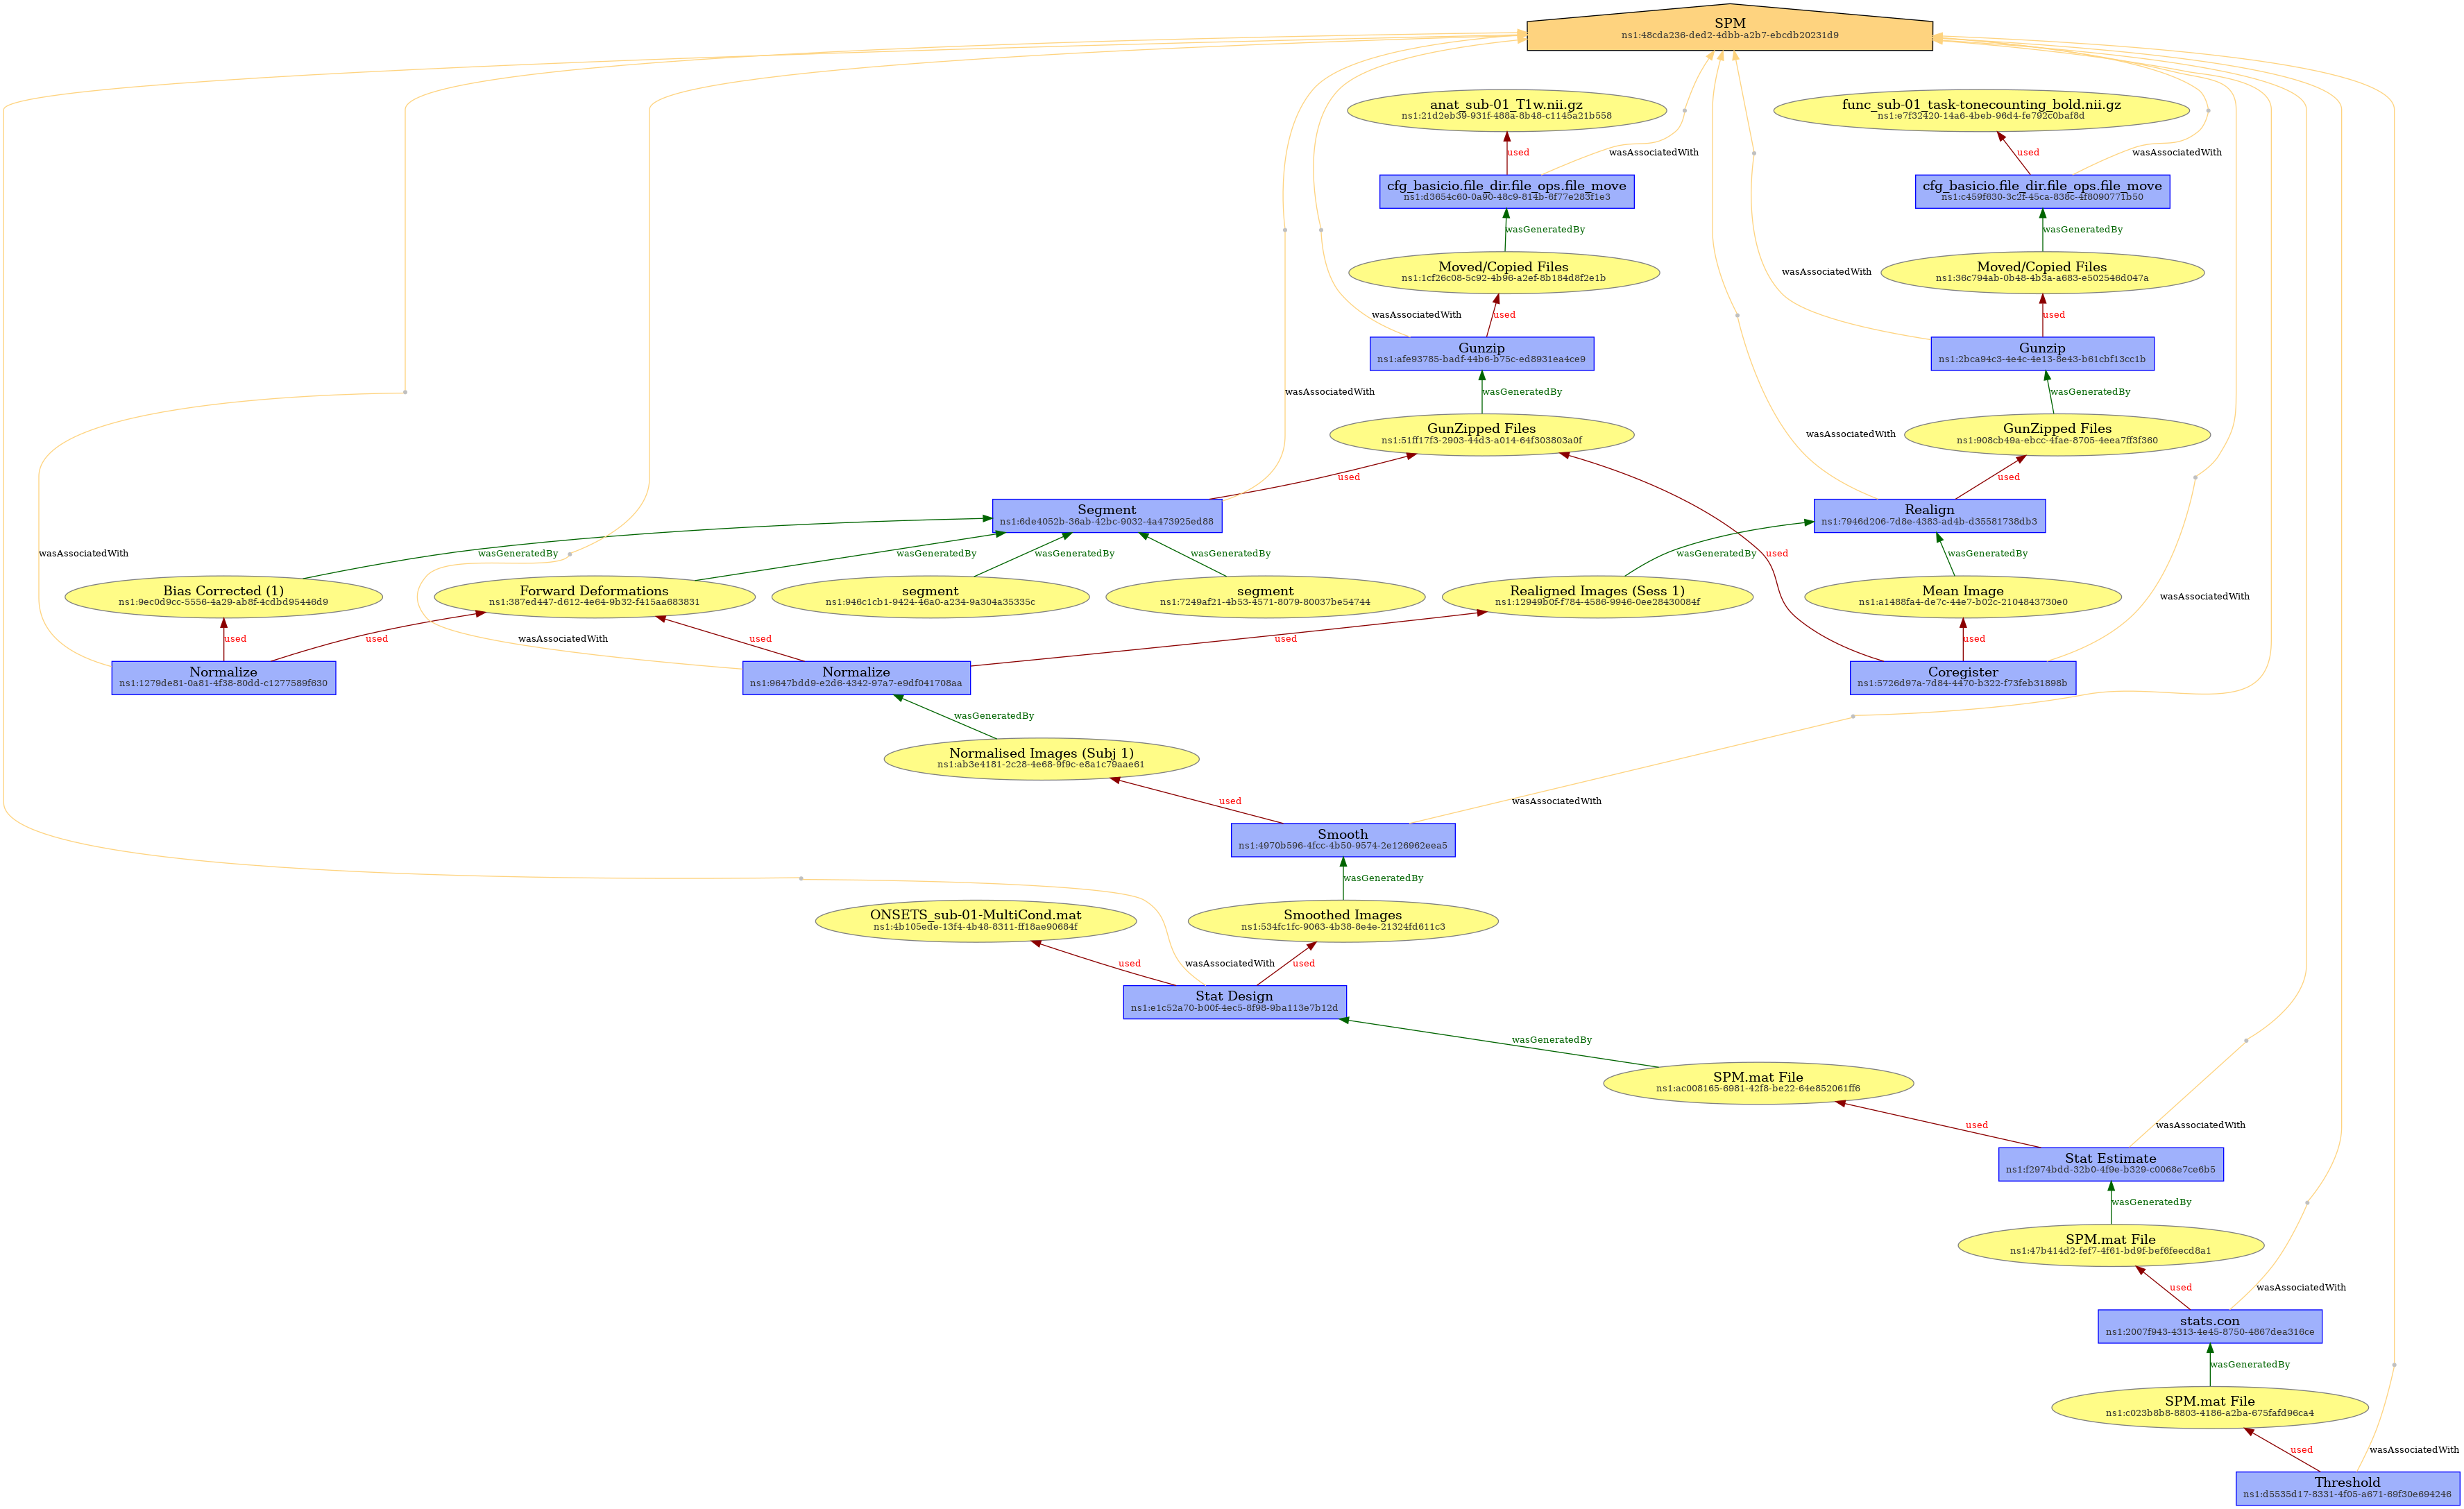 SPM
ns1:48cda236-ded2-4dbb-a2b7-ebcdb20231d9
anat_sub-01_T1w.nii.gz
ns1:21d2eb39-931f-488a-8b48-c1145a21b558
func_sub-01_task-tonecounting_bold.nii.gz
ns1:e7f32420-14a6-4beb-96d4-fe792c0baf8d
used
wasAssociatedWith
used
wasAssociatedWith
cfg_basicio.file_dir.file_ops.file_move
ns1:d3654c60-0a90-48c9-814b-6f77e283f1e3
cfg_basicio.file_dir.file_ops.file_move
ns1:c459f630-3c2f-45ca-838c-4f8090771b50
wasGeneratedBy
wasGeneratedBy
Moved/Copied Files
ns1:1cf26c08-5c92-4b96-a2ef-8b184d8f2e1b
wasAssociatedWith
Moved/Copied Files
ns1:36c794ab-0b48-4b3a-a683-e502546d047a
wasAssociatedWith
used
used
Gunzip
ns1:afe93785-badf-44b6-b75c-ed8931ea4ce9
Gunzip
ns1:2bca94c3-4e4c-4e13-8e43-b61cbf13cc1b
wasAssociatedWith
wasGeneratedBy
wasGeneratedBy
GunZipped Files
ns1:51ff17f3-2903-44d3-a014-64f303803a0f
wasAssociatedWith
GunZipped Files
ns1:908cb49a-ebcc-4fae-8705-4eea7ff3f360
used
used
Segment
ns1:6de4052b-36ab-42bc-9032-4a473925ed88
Realign
ns1:7946d206-7d8e-4383-ad4b-d35581738db3
wasAssociatedWith
wasGeneratedBy
wasGeneratedBy
wasGeneratedBy
wasGeneratedBy
wasGeneratedBy
used
wasGeneratedBy
Bias Corrected (1)
ns1:9ec0d9cc-5556-4a29-ab8f-4cdbd95446d9
Forward Deformations
ns1:387ed447-d612-4e64-9b32-f415aa683831
segment
ns1:946c1cb1-9424-46a0-a234-9a304a35335c
segment
ns1:7249af21-4b53-4571-8079-80037be54744
Realigned Images (Sess 1)
ns1:12949b0f-f784-4586-9946-0ee28430084f
Mean Image
ns1:a1488fa4-de7c-44e7-b02c-2104843730e0
wasAssociatedWith
used
used
wasAssociatedWith
used
used
used
Normalize
ns1:1279de81-0a81-4f38-80dd-c1277589f630
Normalize
ns1:9647bdd9-e2d6-4342-97a7-e9df041708aa
Coregister
ns1:5726d97a-7d84-4470-b322-f73feb31898b
wasGeneratedBy
Normalised Images (Subj 1)
ns1:ab3e4181-2c28-4e68-9f9c-e8a1c79aae61
used
wasAssociatedWith
Smooth
ns1:4970b596-4fcc-4b50-9574-2e126962eea5
wasGeneratedBy
ONSETS_sub-01-MultiCond.mat
ns1:4b105ede-13f4-4b48-8311-ff18ae90684f
Smoothed Images
ns1:534fc1fc-9063-4b38-8e4e-21324fd611c3
used
wasAssociatedWith
used
Stat Design
ns1:e1c52a70-b00f-4ec5-8f98-9ba113e7b12d
wasGeneratedBy
SPM.mat File
ns1:ac008165-6981-42f8-be22-64e852061ff6
used
wasAssociatedWith
Stat Estimate
ns1:f2974bdd-32b0-4f9e-b329-c0068e7ce6b5
wasGeneratedBy
SPM.mat File
ns1:47b414d2-fef7-4f61-bd9f-bef6feecd8a1
used
wasAssociatedWith
stats.con
ns1:2007f943-4313-4e45-8750-4867dea316ce
wasGeneratedBy
SPM.mat File
ns1:c023b8b8-8803-4186-a2ba-675fafd96ca4
used
wasAssociatedWith
Threshold
ns1:d5535d17-8331-4f05-a671-69f30e694246